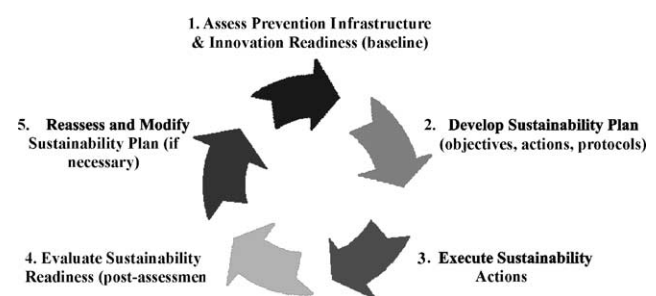 1. Assess Prevention Infrastructure
& Innovation Readiness (baseline)
2. Develop Sustainability Plan
(objectives, actions, protocols)
3. Execute Sustainability
Actions
4. Evaluate Sustainability
Readiness (post-assessmen
5. Reassess and Modify
Sustainability Plan (if
necessary)